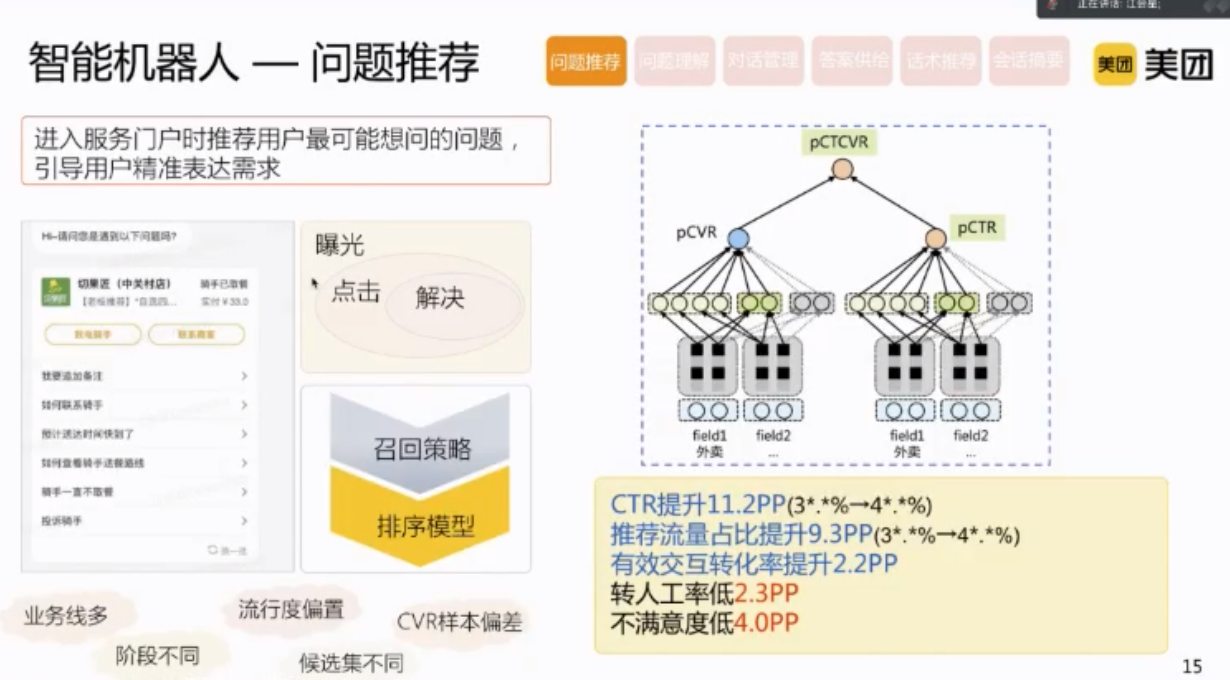 正在讲话: 江会星;
智能机器人 — 问题推荐
问题推荐
问题理解
对话管理
答案供给
话术推荐
会话摘要
美团 美团
进入服务门户时推荐用户最可能想问的问题，
引导用户精准表达需求
Hi~请问您是遇到以下问题吗?
切果匠（中关村店） 骑手已取餐
实付￥33.0
致电骑手
联系商家
我要追加备注
如何联系骑手
预计送达时间快到了
如何查看骑手送餐路线
骑手一直不取餐
投诉骑手
换一批
曝光
点击
解决
召回策略
排序模型
业务线多
流行度偏置
CVR样本偏差
阶段不同
候选集不同
pCTCVR
pCVR
pCTR
field1 field2 field1 field2
外卖 ... 外卖 ...
CTR提升11.2PP(3*.*%→4*.*%)
推荐流量占比提升9.3PP(3*.*%→4*.*%)
有效交互转化率提升2.2PP
转人工率低2.3PP
不满意度低4.0PP
15